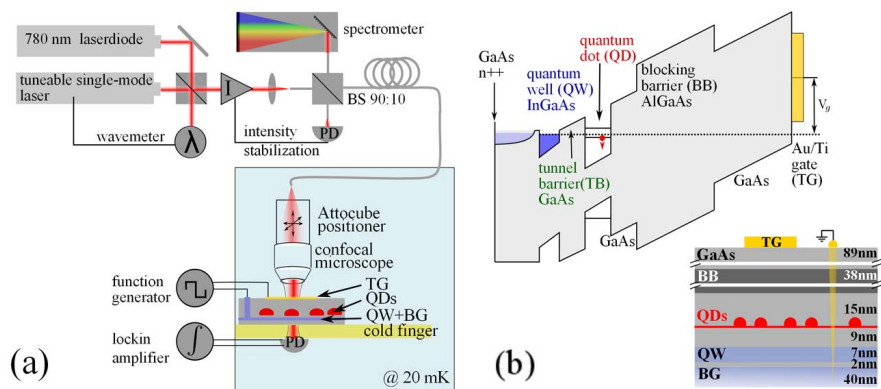 780 nm laserdiode
spectrometer
tuneable single-mode
laser
I
BS 90:10
wavemeter
λ
intensity
stabilization
PD
Attocube
positioner
confocal
microscope
function
generator
TG
QDs
QW+BG
cold finger
lockin
amplifier
∫
PD
(a)
@ 20 mK
GaAs
n++
quantum
well (QW)
InGaAs
quantum
dot (QD)
blocking
barrier (BB)
AlGaAs
Vg
tunnel
barrier(TB)
GaAs
GaAs
GaAs
Au/Ti
gate
(TG)
(b)
TG
GaAs 89nm
BB 38nm
15nm
QDs
9nm
QW 7nm
2nm
BG 40nm